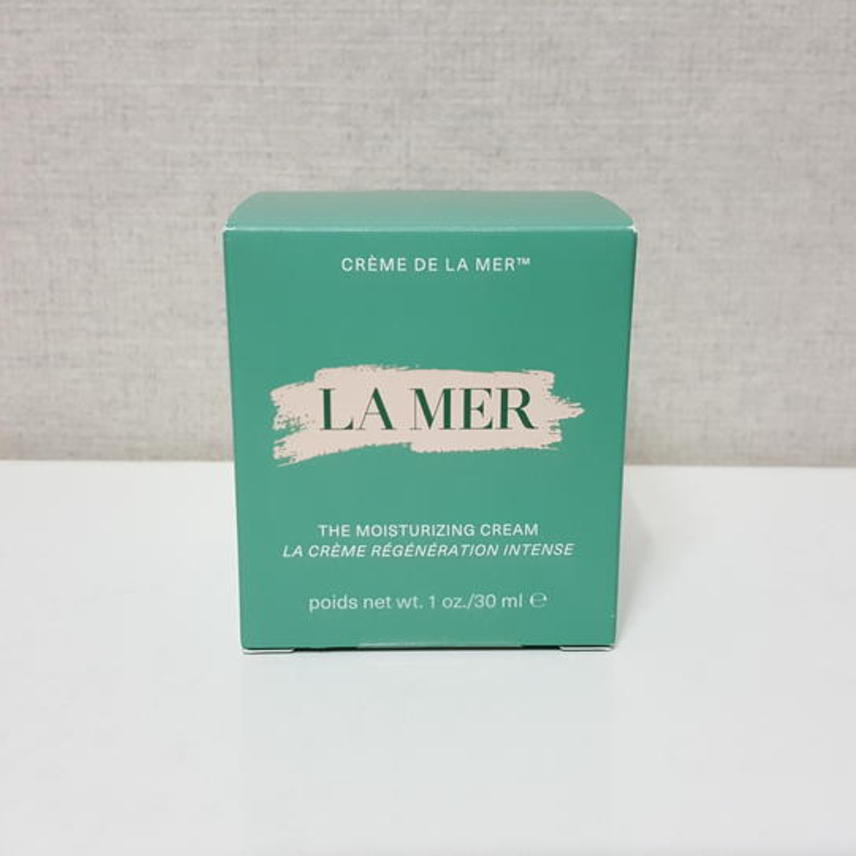 CRÈME DE LA MER™
LA MER
THE MOISTURIZING CREAM
LA CRÈME RÉGÉNÉRATION INTENSE
poids net wt. 1 oz./30 ml ℮